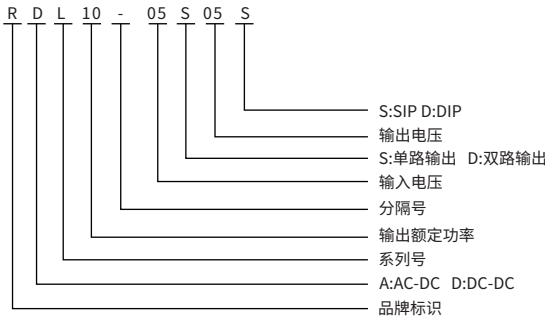 R D L 10 - 05 S 05 S
S:SIP D:DIP
输出电压
S:单路输出 D:双路输出
输入电压
分隔号
输出额定功率
系列号
A:AC-DC D:DC-DC
品牌标识